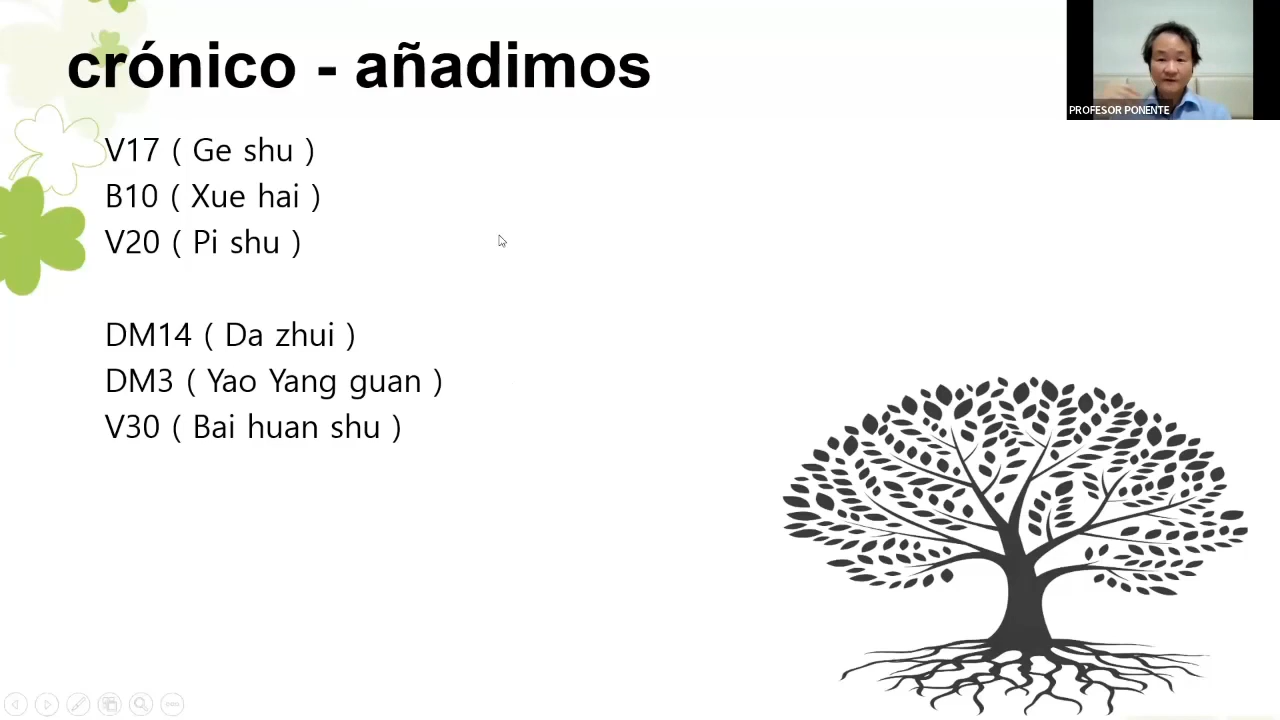 crónico - añadimos
PROFESOR PONENTE
V17 ( Ge shu )
B10 ( Xue hai )
V20 ( Pi shu )
DM14 ( Da zhui )
DM3 ( Yao Yang guan )
V30 ( Bai huan shu )